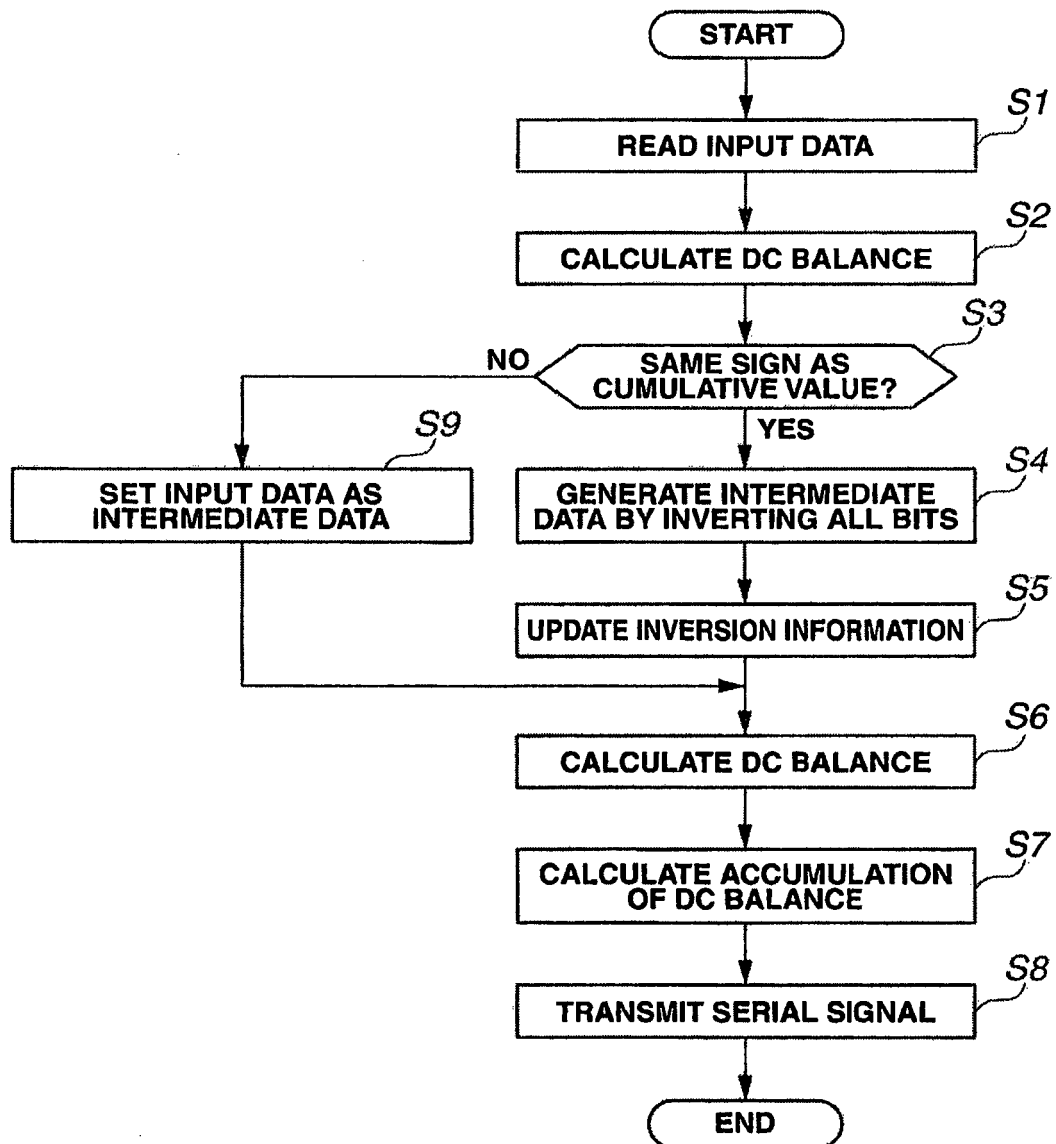 START
S1
READ INPUT DATA
S2
CALCULATE DC BALANCE
S3
SAME SIGN AS
CUMULATIVE VALUE?
NO
YES
S9
SET INPUT DATA AS
INTERMEDIATE DATA
S4
GENERATE INTERMEDIATE
DATA BY INVERTING ALL BITS
S5
UPDATE INVERSION INFORMATION
S6
CALCULATE DC BALANCE
S7
CALCULATE ACCUMULATION
OF DC BALANCE
S8
TRANSMIT SERIAL SIGNAL
END